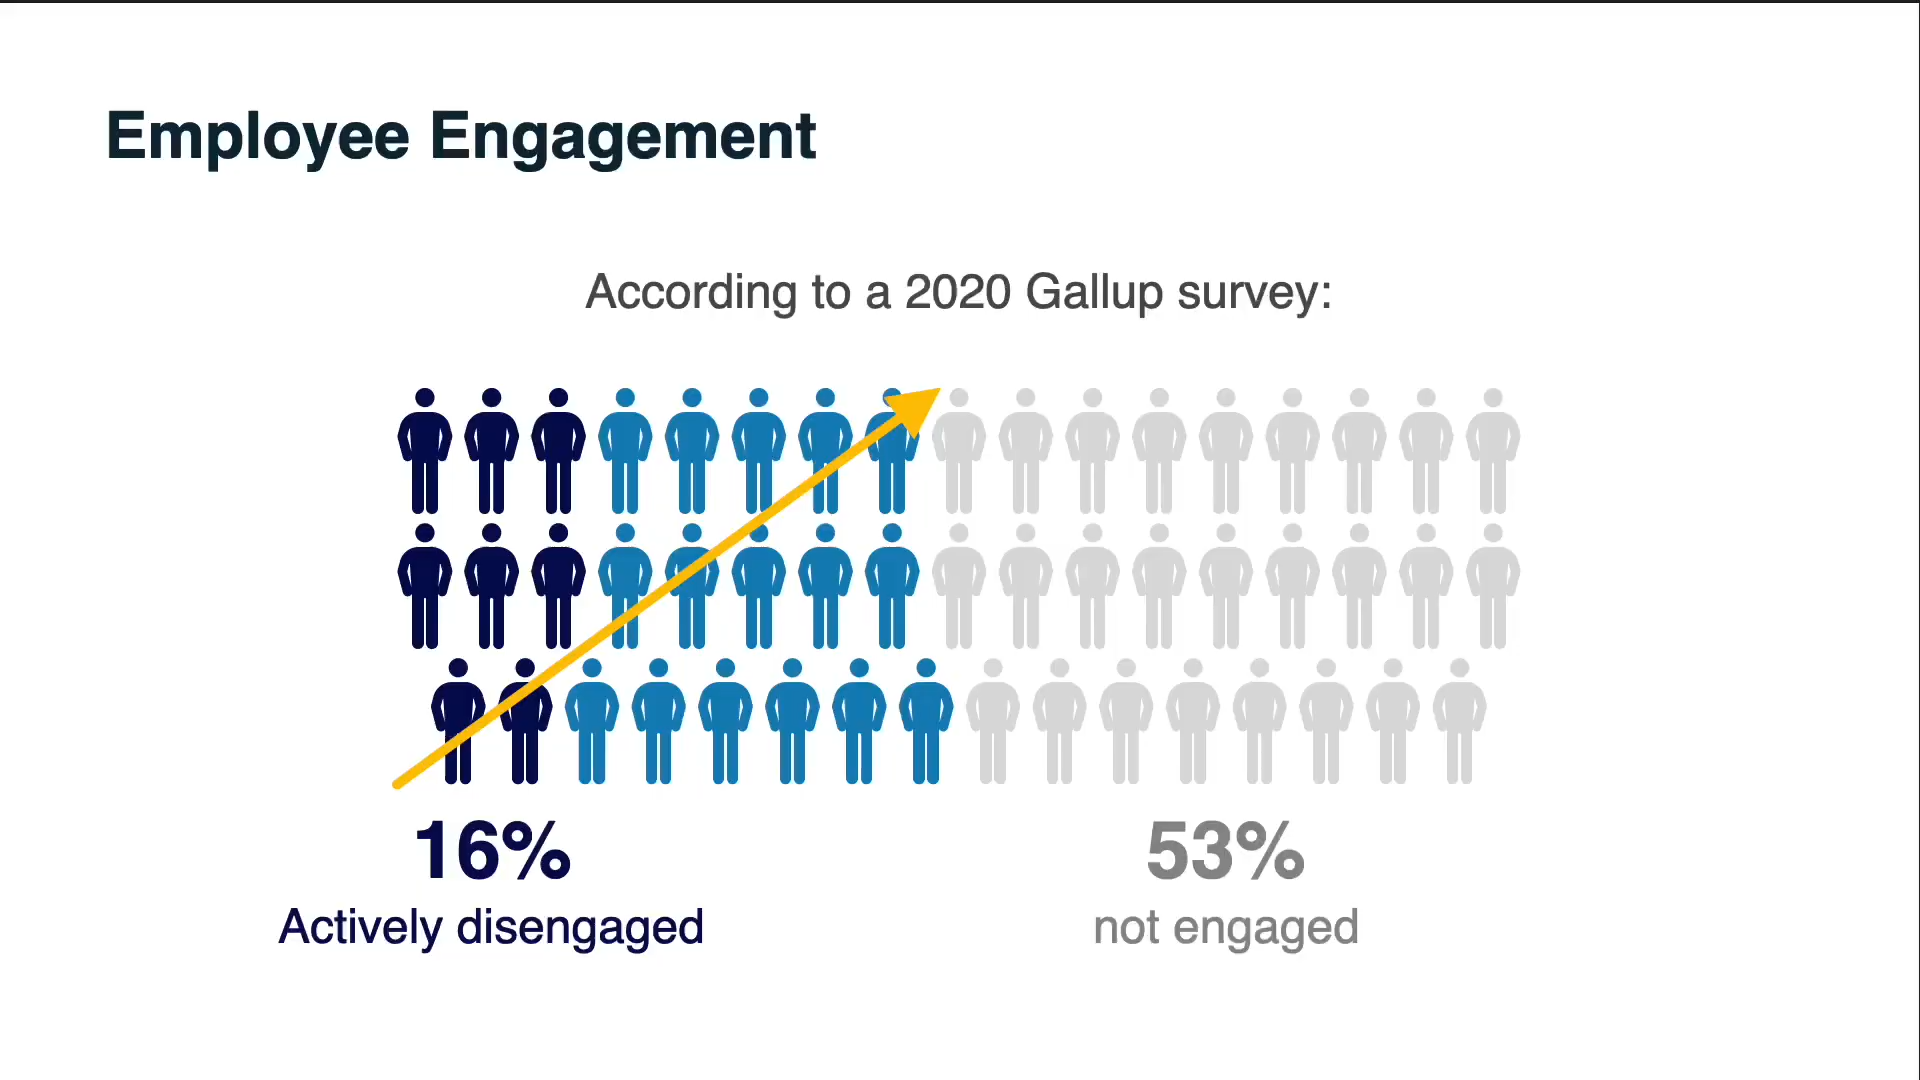 Employee Engagement
According to a 2020 Gallup survey:
16%
Actively disengaged
53%
not engaged